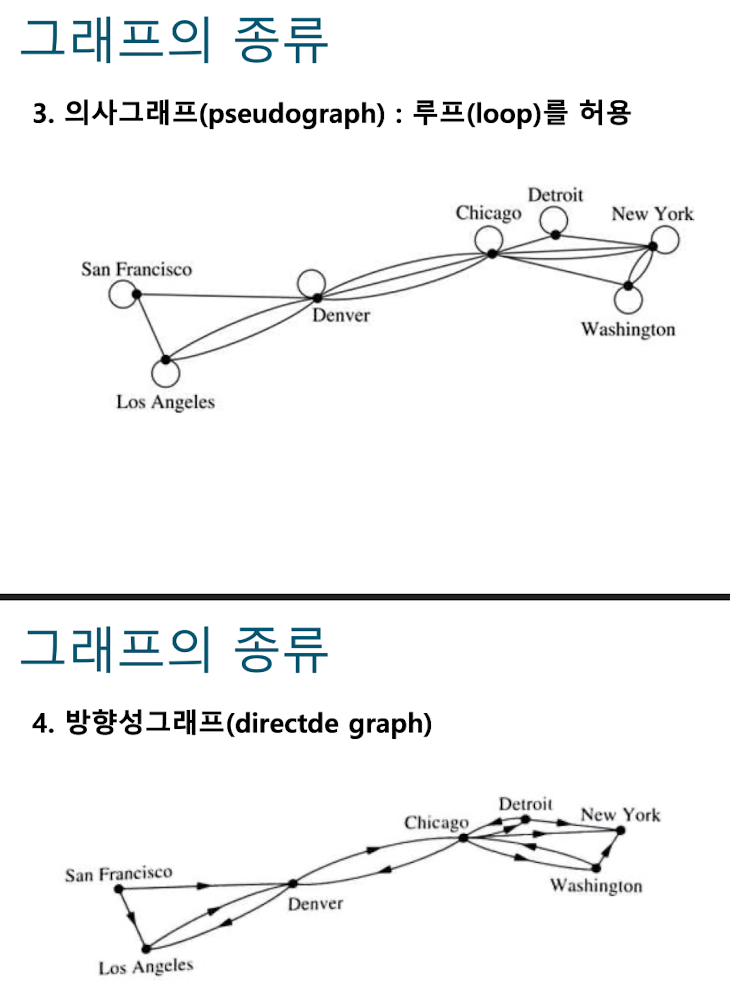 그래프의 종류
3. 의사그래프(pseudograph) : 루프(loop)를 허용
Detroit
Chicago
New York
San Francisco
Denver
Washington
Los Angeles
그래프의 종류
4. 방향성그래프(directde graph)
Detroit
Chicago
New York
San Francisco
Washington
Denver
Los Angeles